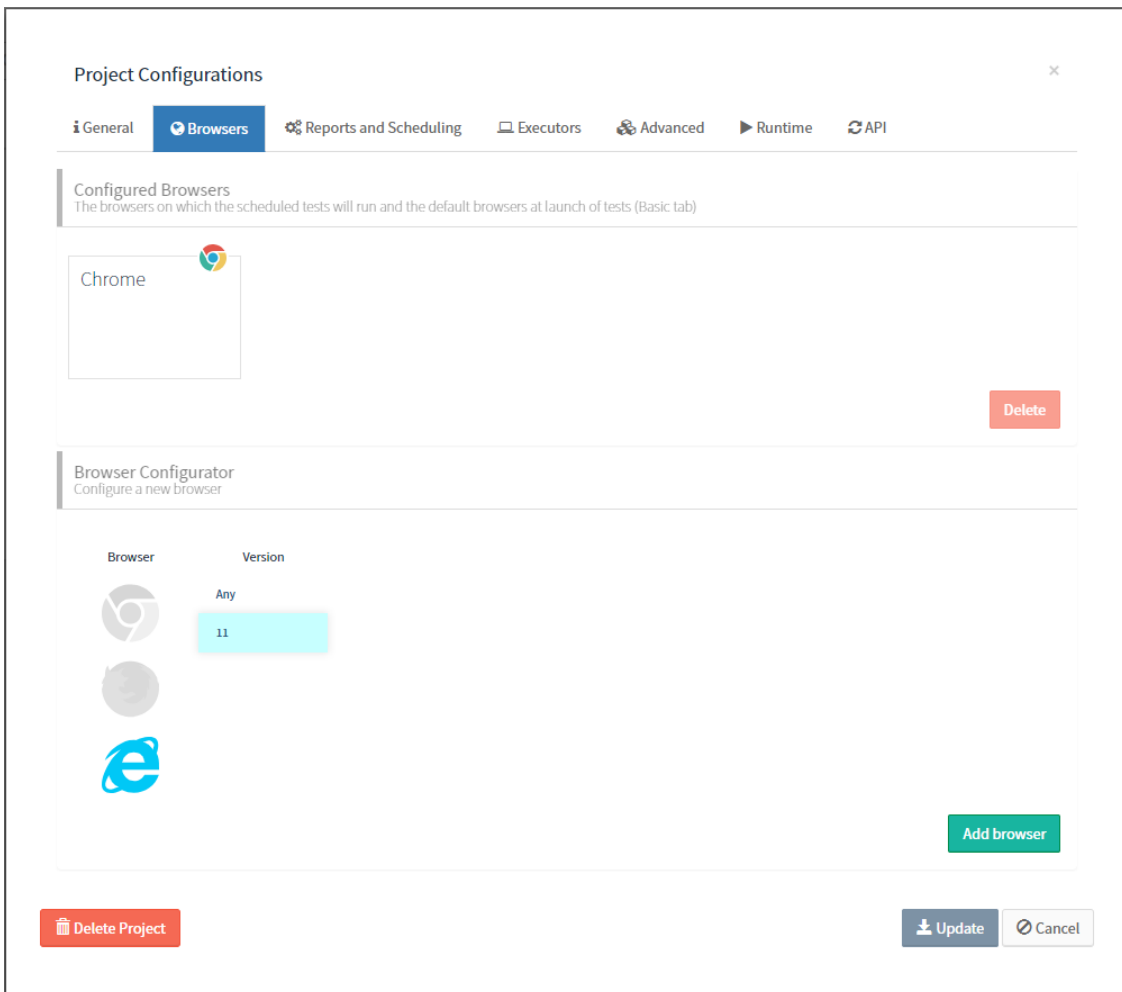 Project Configurations ×
General Browsers Reports and Scheduling Executors Advanced Runtime API
Configured Browsers
The browsers on which the scheduled tests will run and the default browsers at launch of tests (Basic tab)
Chrome
Delete
Browser Configurator
Configure a new browser
Browser Version
Any
11
Add browser
Delete Project Update Cancel